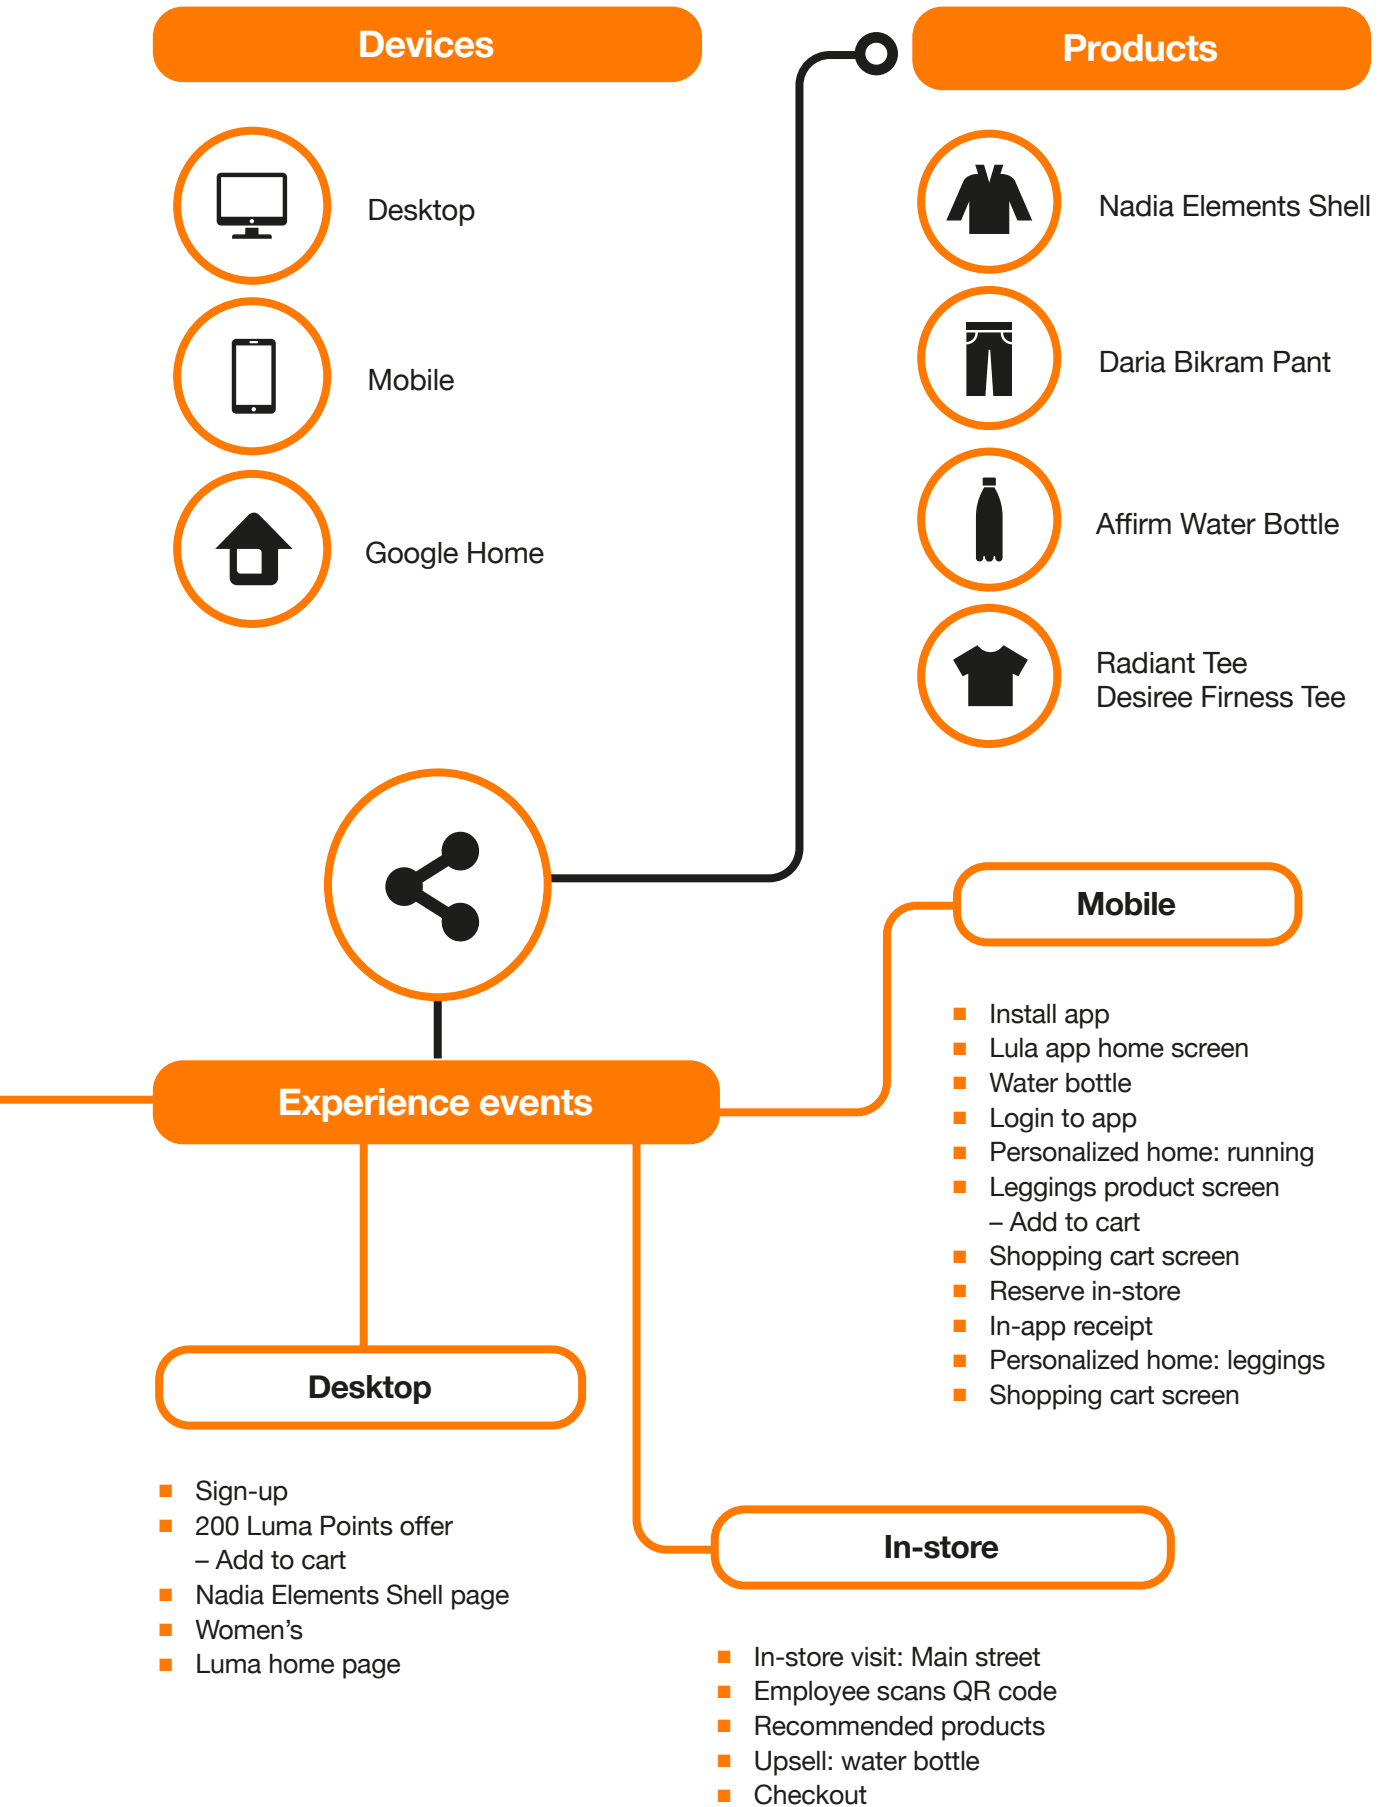 Devices
Desktop
Mobile
Google Home
Products
Nadia Elements Shell
Daria Bikram Pant
Affirm Water Bottle
Radiant Tee
Desiree Firness Tee
Experience events
Mobile
Install app
Lula app home screen
Water bottle
Login to app
Personalized home: running
Leggings product screen
– Add to cart
Shopping cart screen
Reserve in-store
In-app receipt
Personalized home: leggings
Shopping cart screen
Desktop
Sign-up
200 Luma Points offer
– Add to cart
Nadia Elements Shell page
Women’s
Luma home page
In-store
In-store visit: Main street
Employee scans QR code
Recommended products
Upsell: water bottle
Checkout